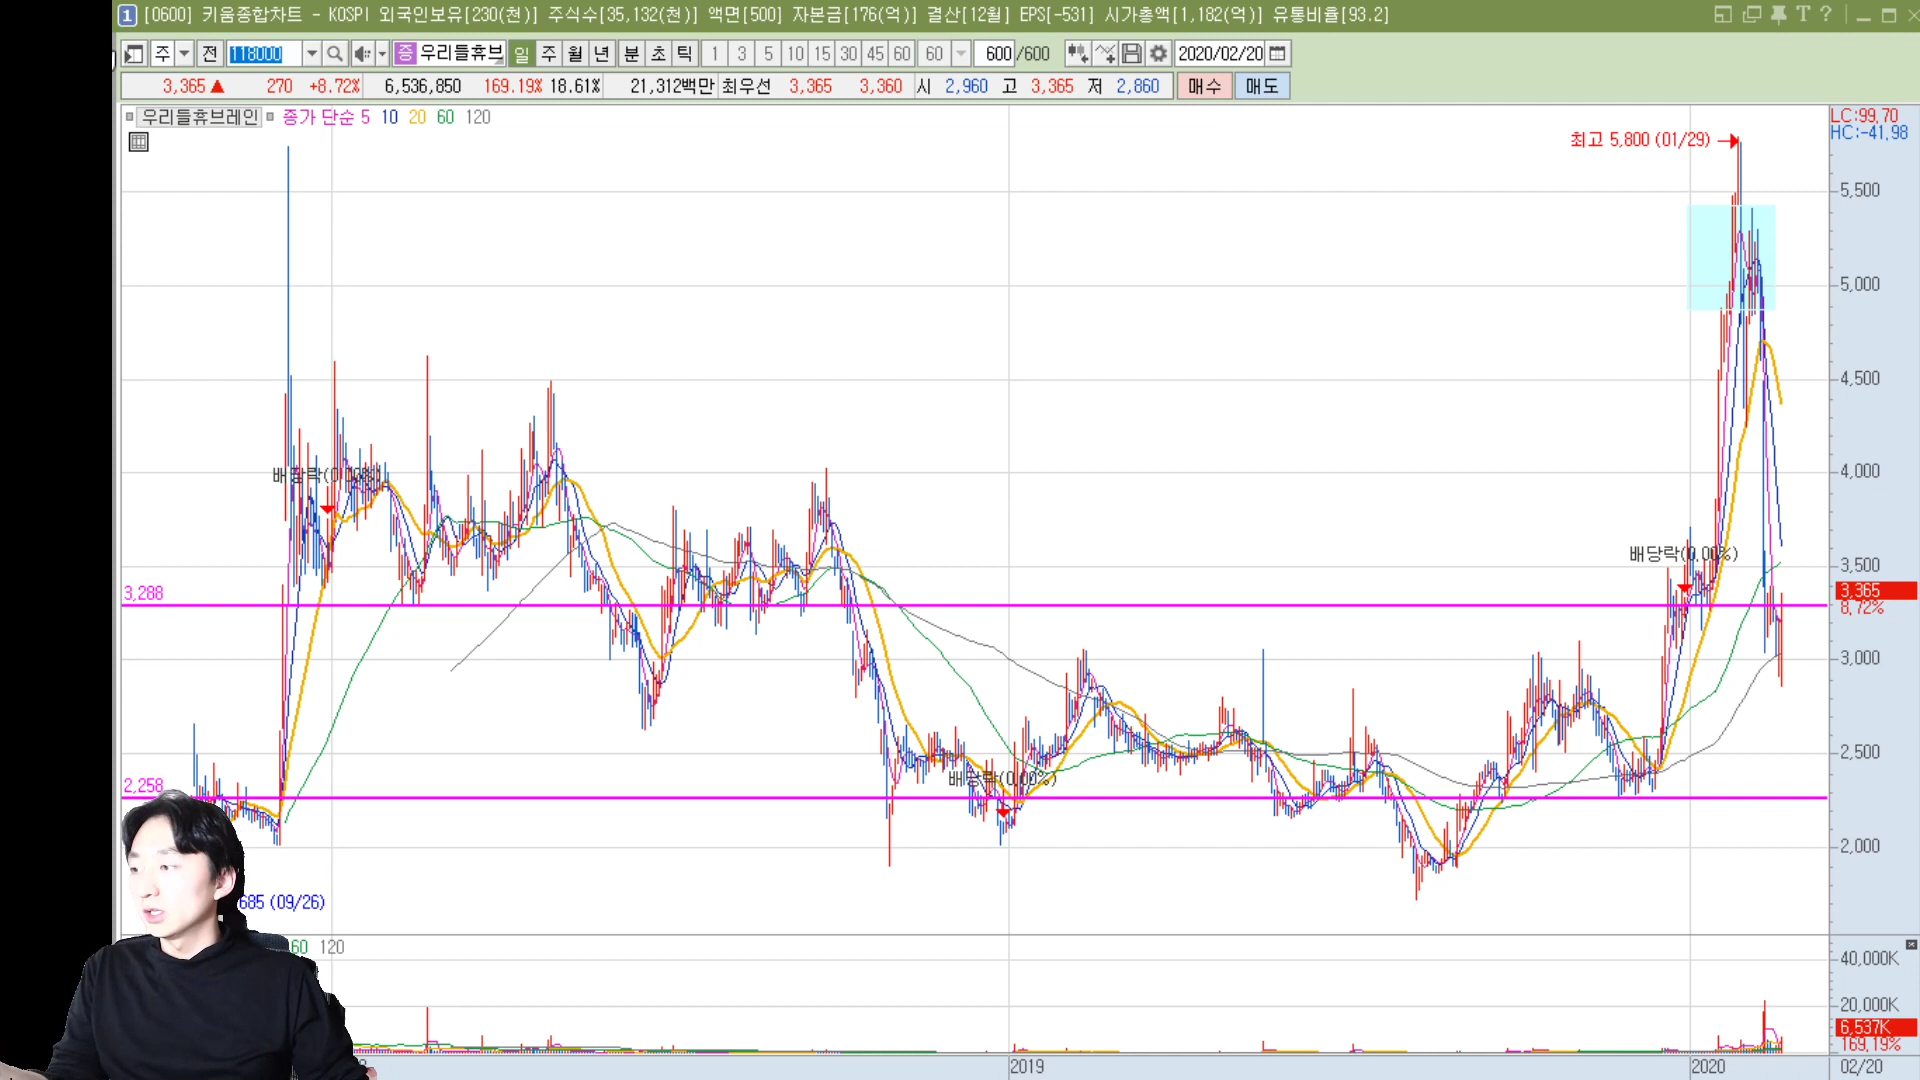 1 [0600] 키움종합차트 - KOSPI 외국인보유[230(천)] 주식수[35,132(천)] 액면[500] 자본금[176(억)] 결산[12월] EPS[-531] 시가총액[1,182(억)] 유통비율[93.2] T ?
주 전 118000 증 우리들휴브 일 주 월 년 분 초 틱 1 3 5 10 15 30 45 60 60 600 /600 2020/02/20
3,365 ▲ 270 +8.72% 6,536,850 169.19% 18.61% 21,312백만 최우선 3,365 3,360 시 2,960 고 3,365 저 2,860 매수 매도
우리들휴브레인 종가 단순 5 10 20 60 120
LC:99,70
HC:-41,98
최고 5,800 (01/29)
5,500
5,000
4,500
4,000
배당락(0.00%)
배당락(0.00%)
3,500
3,288
3,365
8,72%
3,000
2,500
배당락(0.00%)
2,258
2,000
685 (09/26)
60 120
40,000K
20,000K
6,537K
169,19%
2019
2020
02/20